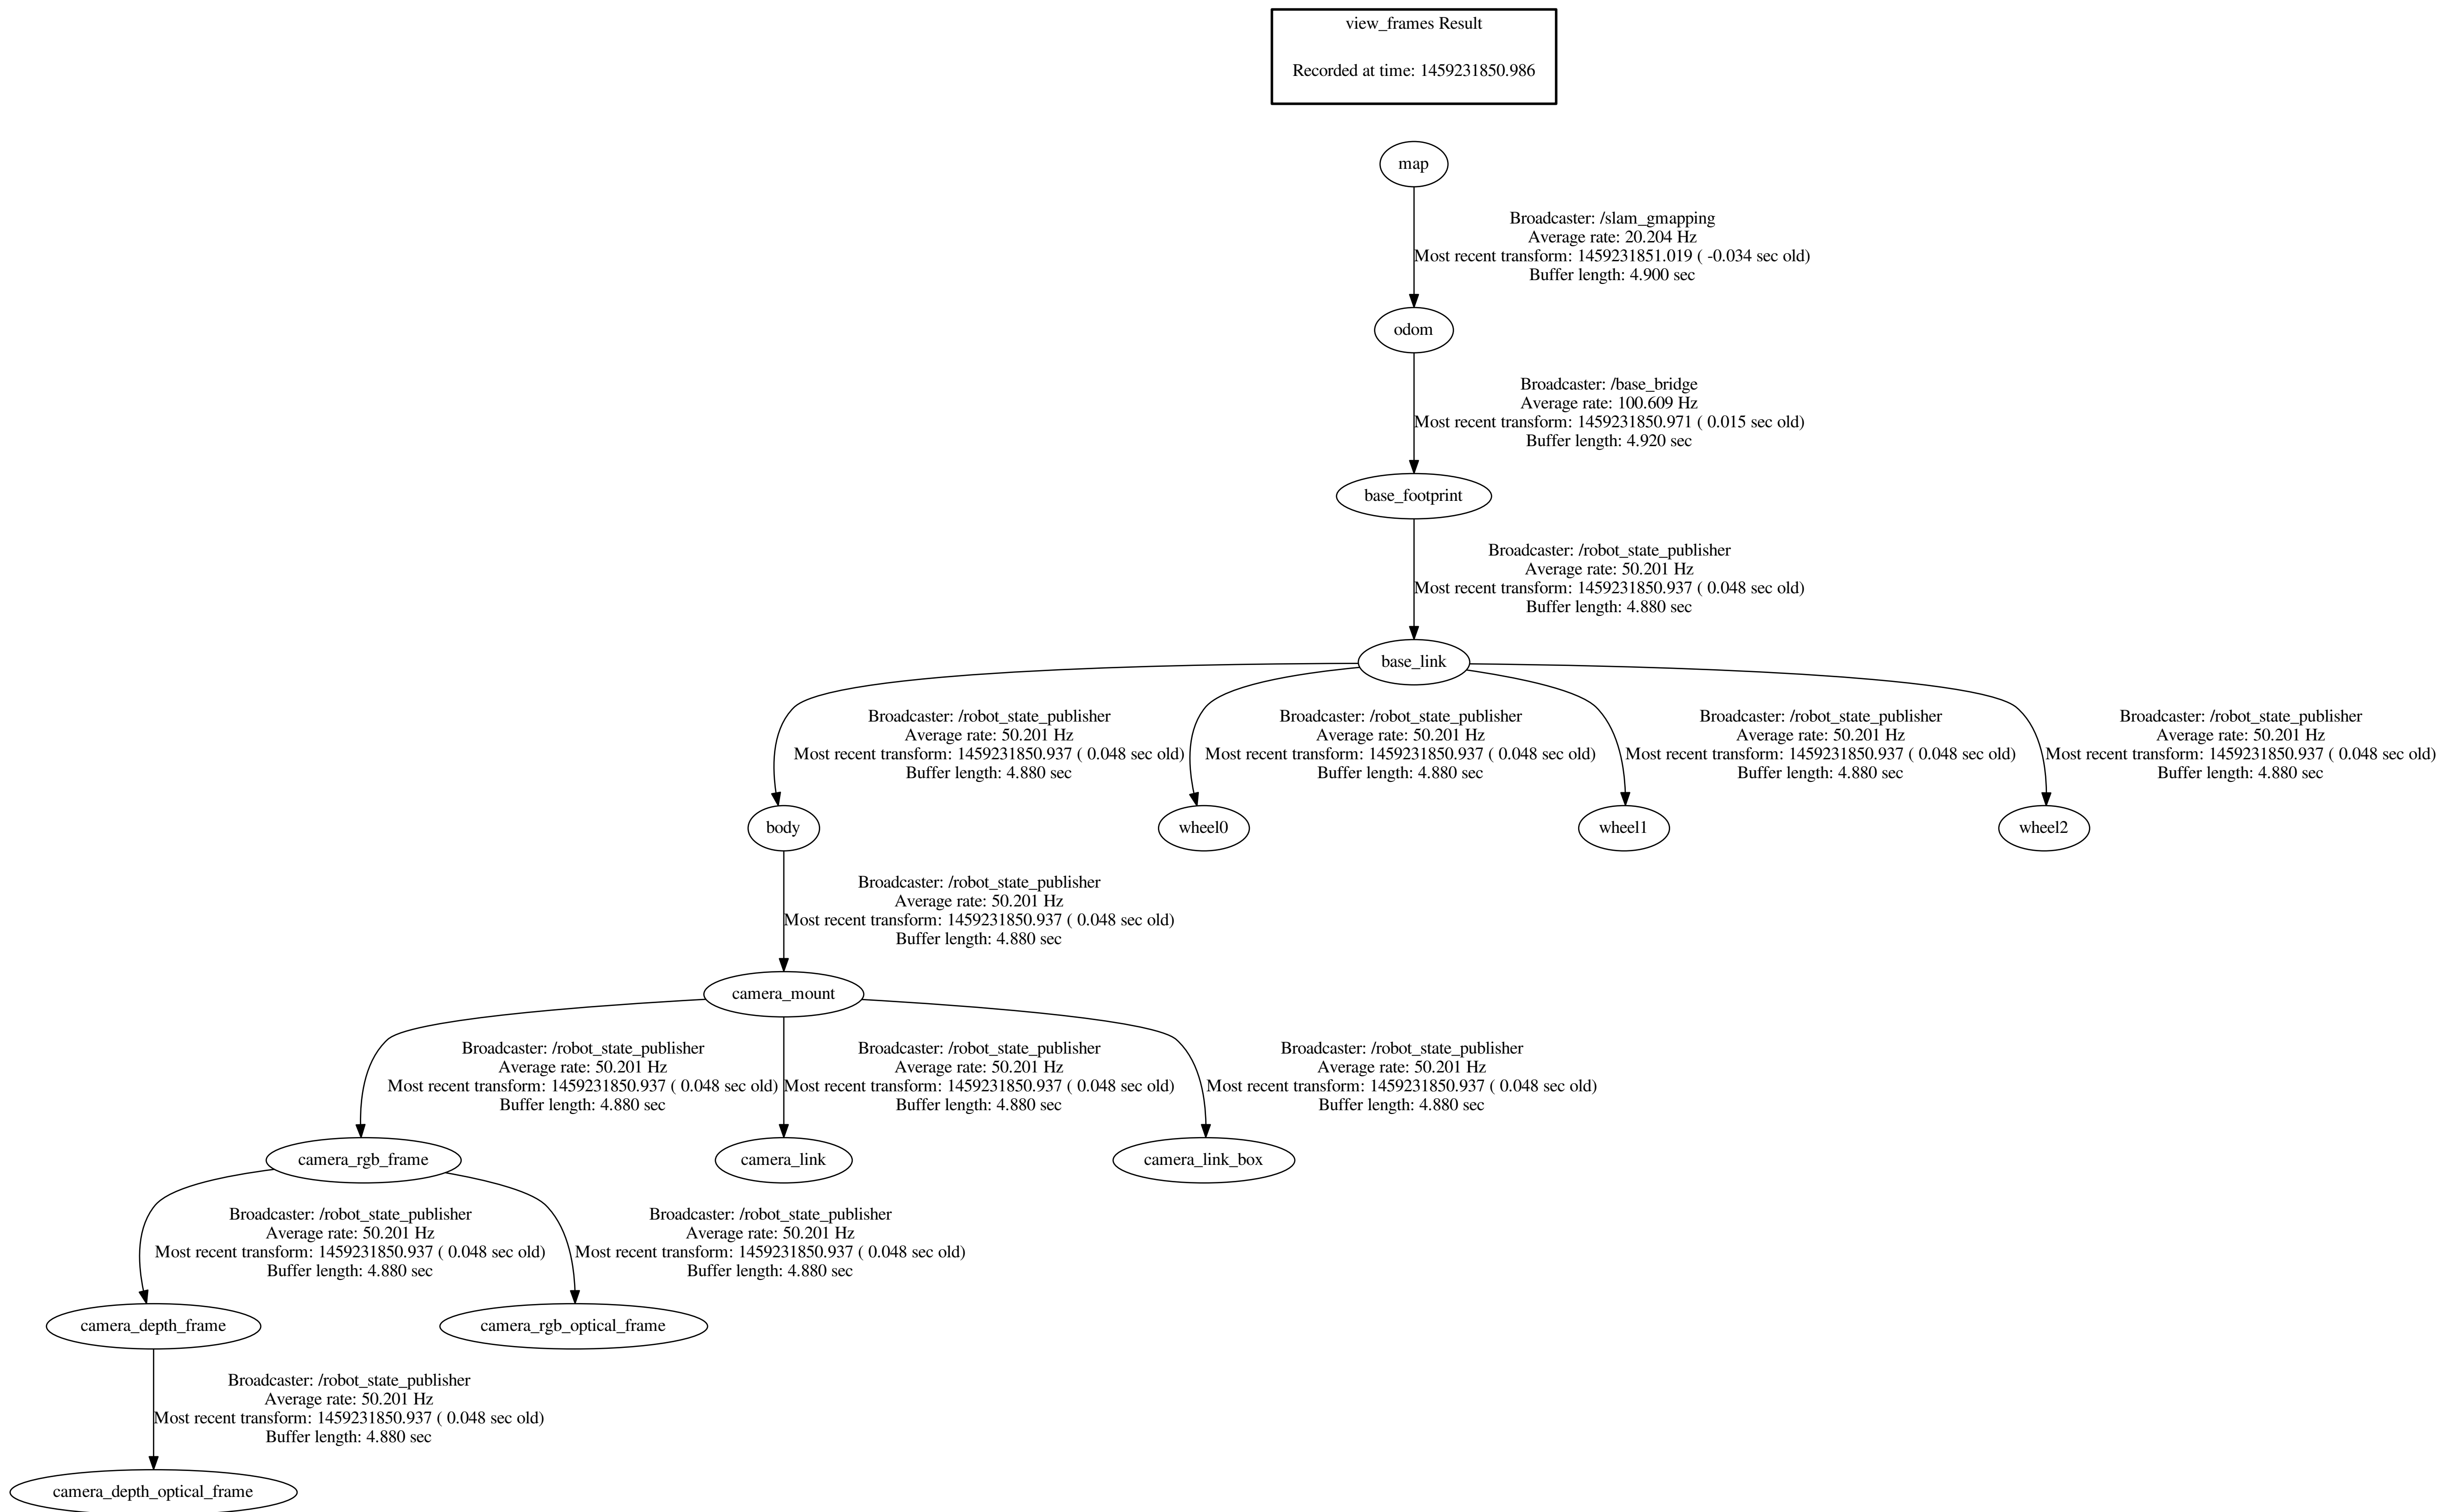 view_frames Result
Recorded at time: 1459231850.986
map
Broadcaster: /slam_gmapping
Average rate: 20.204 Hz
Most recent transform: 1459231851.019 ( -0.034 sec old)
Buffer length: 4.900 sec
odom
Broadcaster: /base_bridge
Average rate: 100.609 Hz
Most recent transform: 1459231850.971 ( 0.015 sec old)
Buffer length: 4.920 sec
base_footprint
Broadcaster: /robot_state_publisher
Average rate: 50.201 Hz
Most recent transform: 1459231850.937 ( 0.048 sec old)
Buffer length: 4.880 sec
base_link
Broadcaster: /robot_state_publisher
Average rate: 50.201 Hz
Most recent transform: 1459231850.937 ( 0.048 sec old)
Buffer length: 4.880 sec
Broadcaster: /robot_state_publisher
Average rate: 50.201 Hz
Most recent transform: 1459231850.937 ( 0.048 sec old)
Buffer length: 4.880 sec
Broadcaster: /robot_state_publisher
Average rate: 50.201 Hz
Most recent transform: 1459231850.937 ( 0.048 sec old)
Buffer length: 4.880 sec
Broadcaster: /robot_state_publisher
Average rate: 50.201 Hz
Most recent transform: 1459231850.937 ( 0.048 sec old)
Buffer length: 4.880 sec
body
wheel0
wheel1
wheel2
Broadcaster: /robot_state_publisher
Average rate: 50.201 Hz
Most recent transform: 1459231850.937 ( 0.048 sec old)
Buffer length: 4.880 sec
camera_mount
Broadcaster: /robot_state_publisher
Average rate: 50.201 Hz
Most recent transform: 1459231850.937 ( 0.048 sec old)
Buffer length: 4.880 sec
Broadcaster: /robot_state_publisher
Average rate: 50.201 Hz
Most recent transform: 1459231850.937 ( 0.048 sec old)
Buffer length: 4.880 sec
Broadcaster: /robot_state_publisher
Average rate: 50.201 Hz
Most recent transform: 1459231850.937 ( 0.048 sec old)
Buffer length: 4.880 sec
camera_rgb_frame
camera_link
camera_link_box
Broadcaster: /robot_state_publisher
Average rate: 50.201 Hz
Most recent transform: 1459231850.937 ( 0.048 sec old)
Buffer length: 4.880 sec
Broadcaster: /robot_state_publisher
Average rate: 50.201 Hz
Most recent transform: 1459231850.937 ( 0.048 sec old)
Buffer length: 4.880 sec
camera_depth_frame
camera_rgb_optical_frame
Broadcaster: /robot_state_publisher
Average rate: 50.201 Hz
Most recent transform: 1459231850.937 ( 0.048 sec old)
Buffer length: 4.880 sec
camera_depth_optical_frame